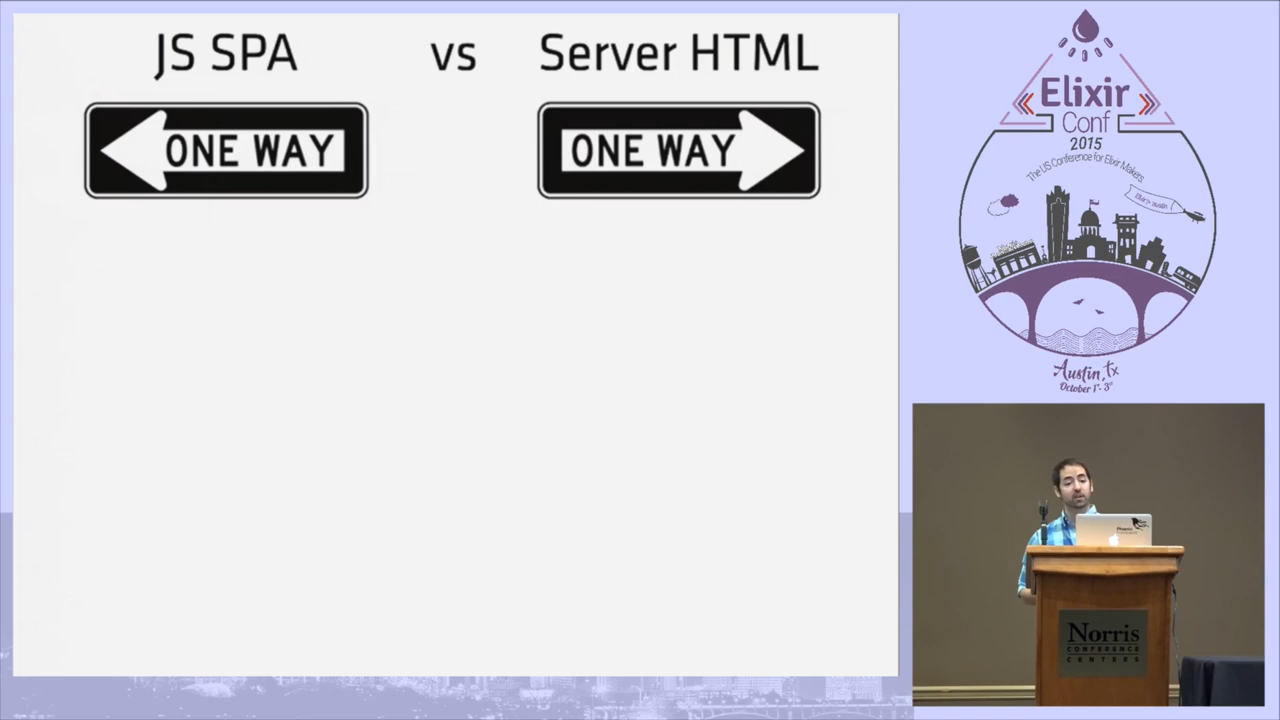 JS SPA vs Server HTML
ONE WAY ONE WAY
Elixir
Conf
2015
The US Conference for Elixir Makers
Austin, tx
October 1st - 3rd
Phoenix
Norris
CONFERENCE
CENTERS